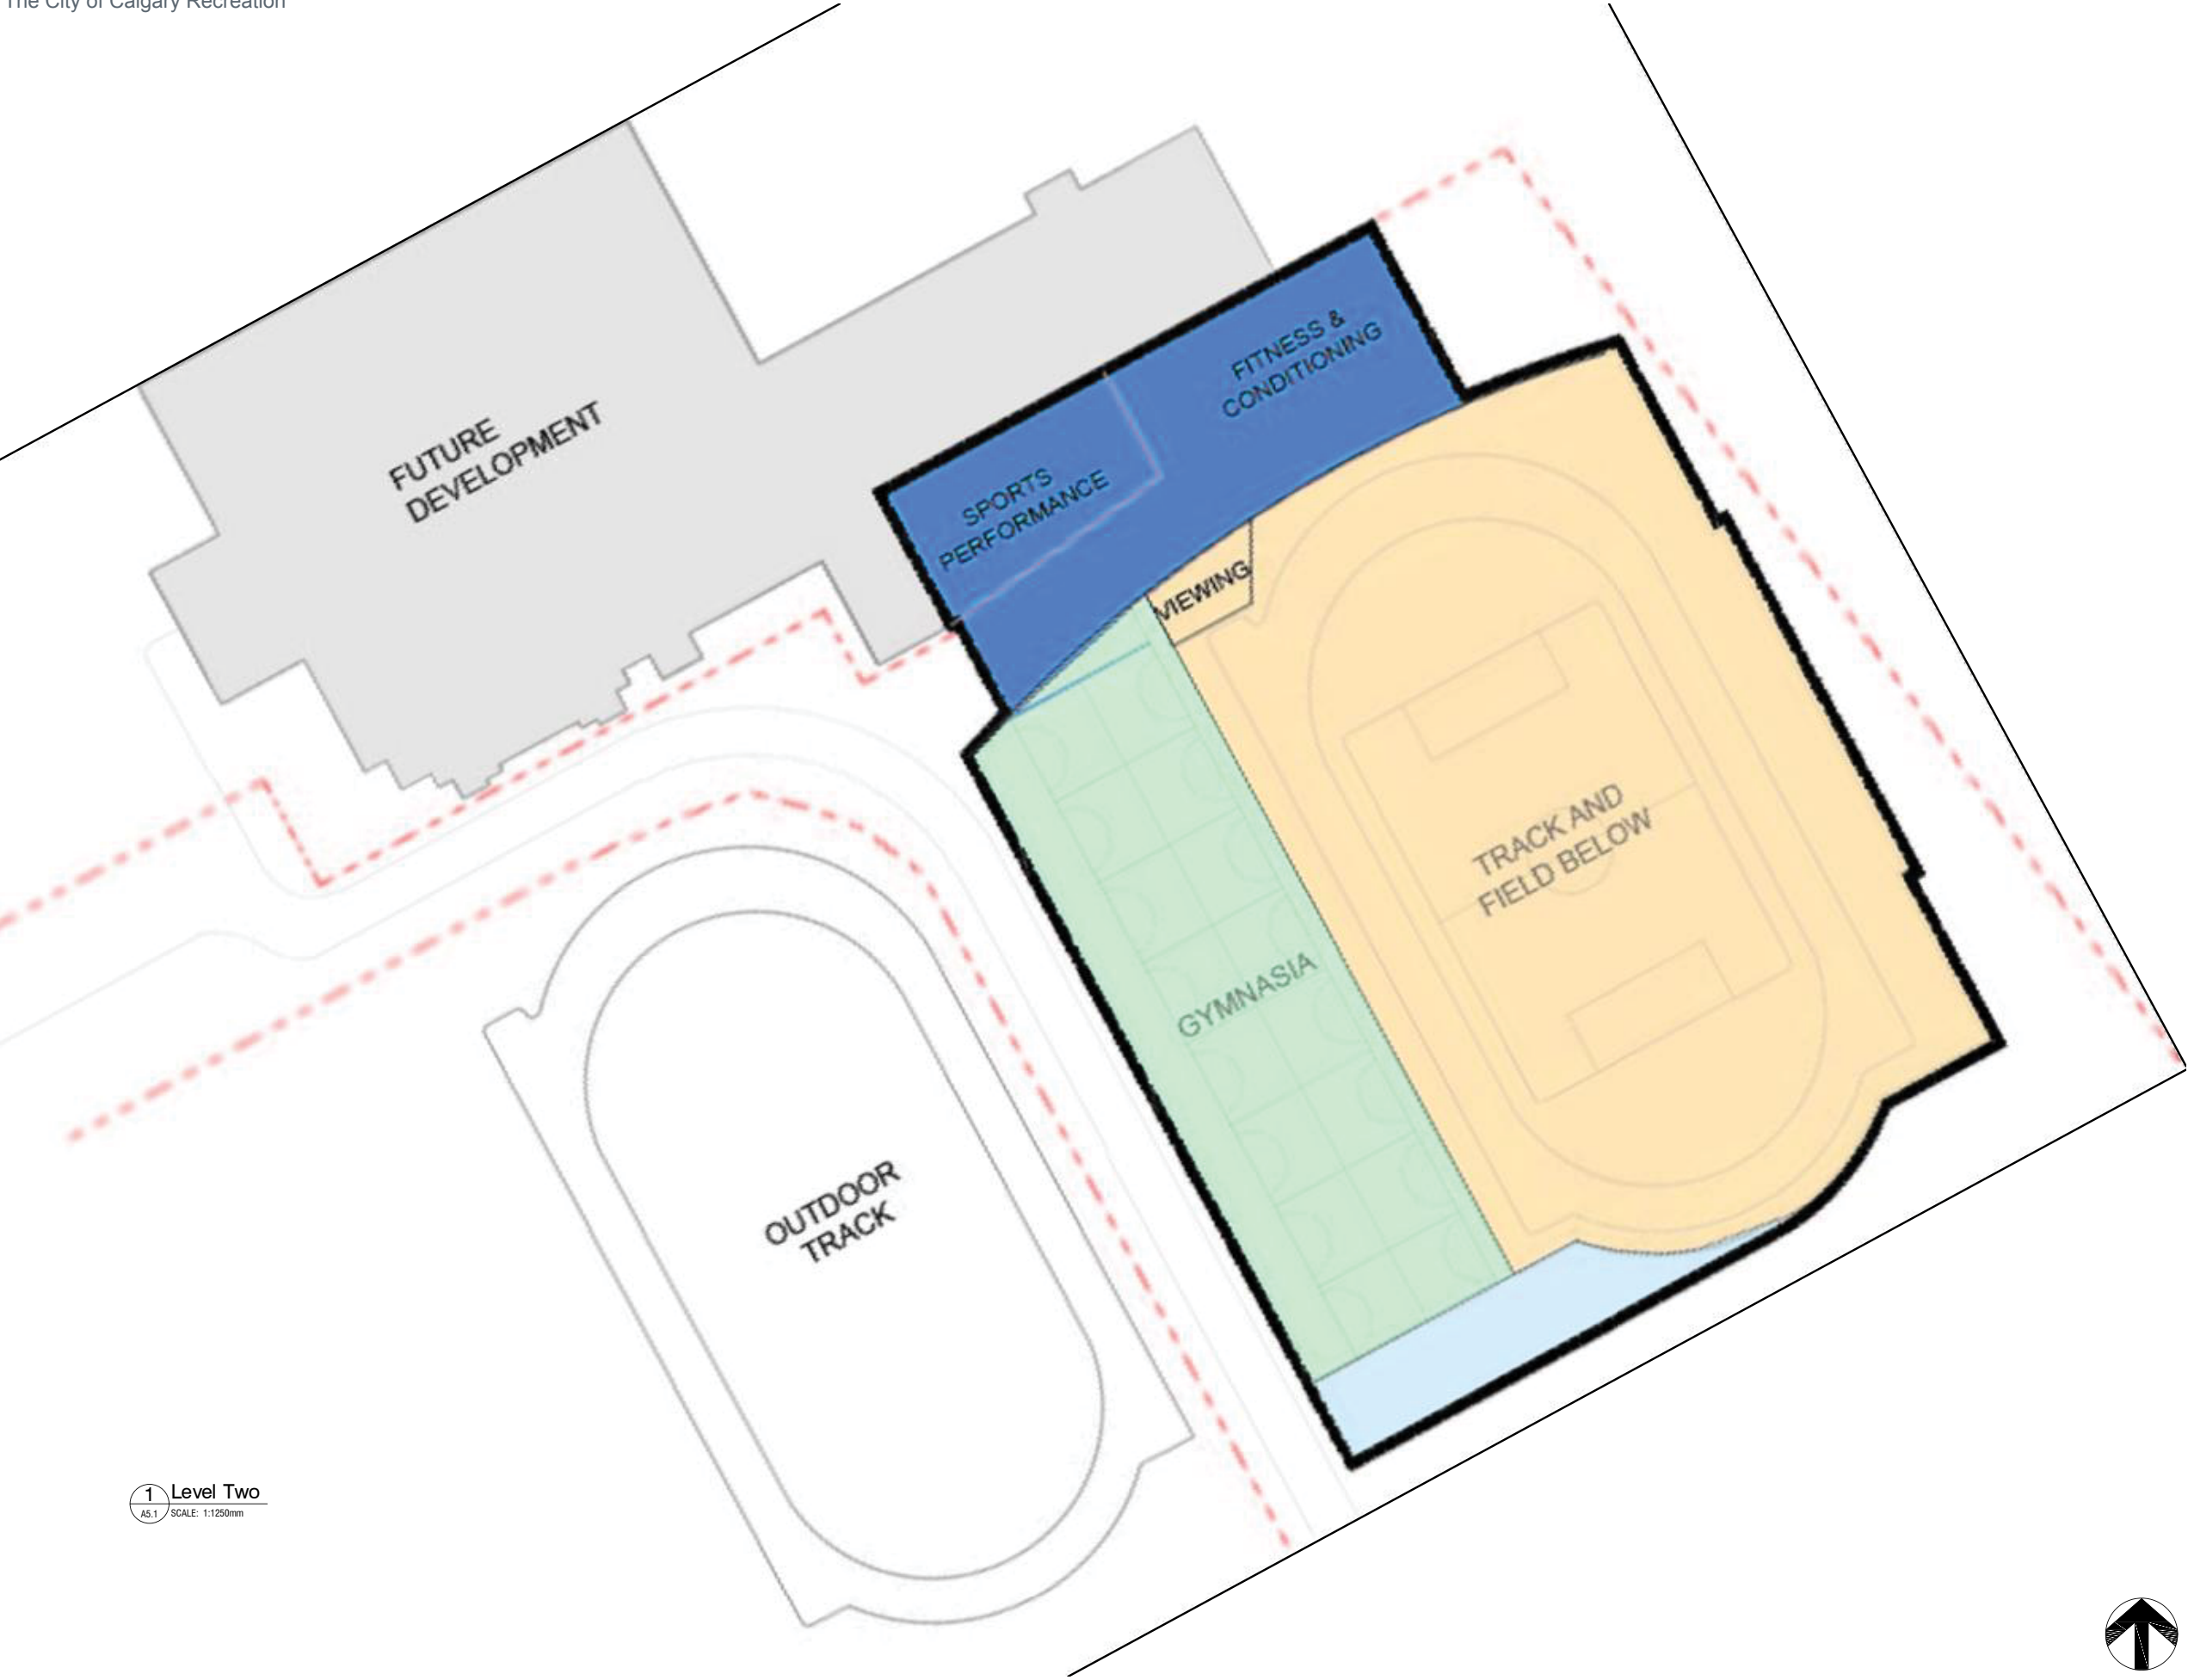 The City of Calgary Recreation
FITNESS &
CONDITIONING
FUTURE
DEVELOPMENT
SPORTS
PERFORMANCE
VIEWING
TRACK AND
FIELD BELOW
GYMNASIA
OUTDOOR
TRACK
1
Level Two
A5.1
SCALE: 1:1250mm